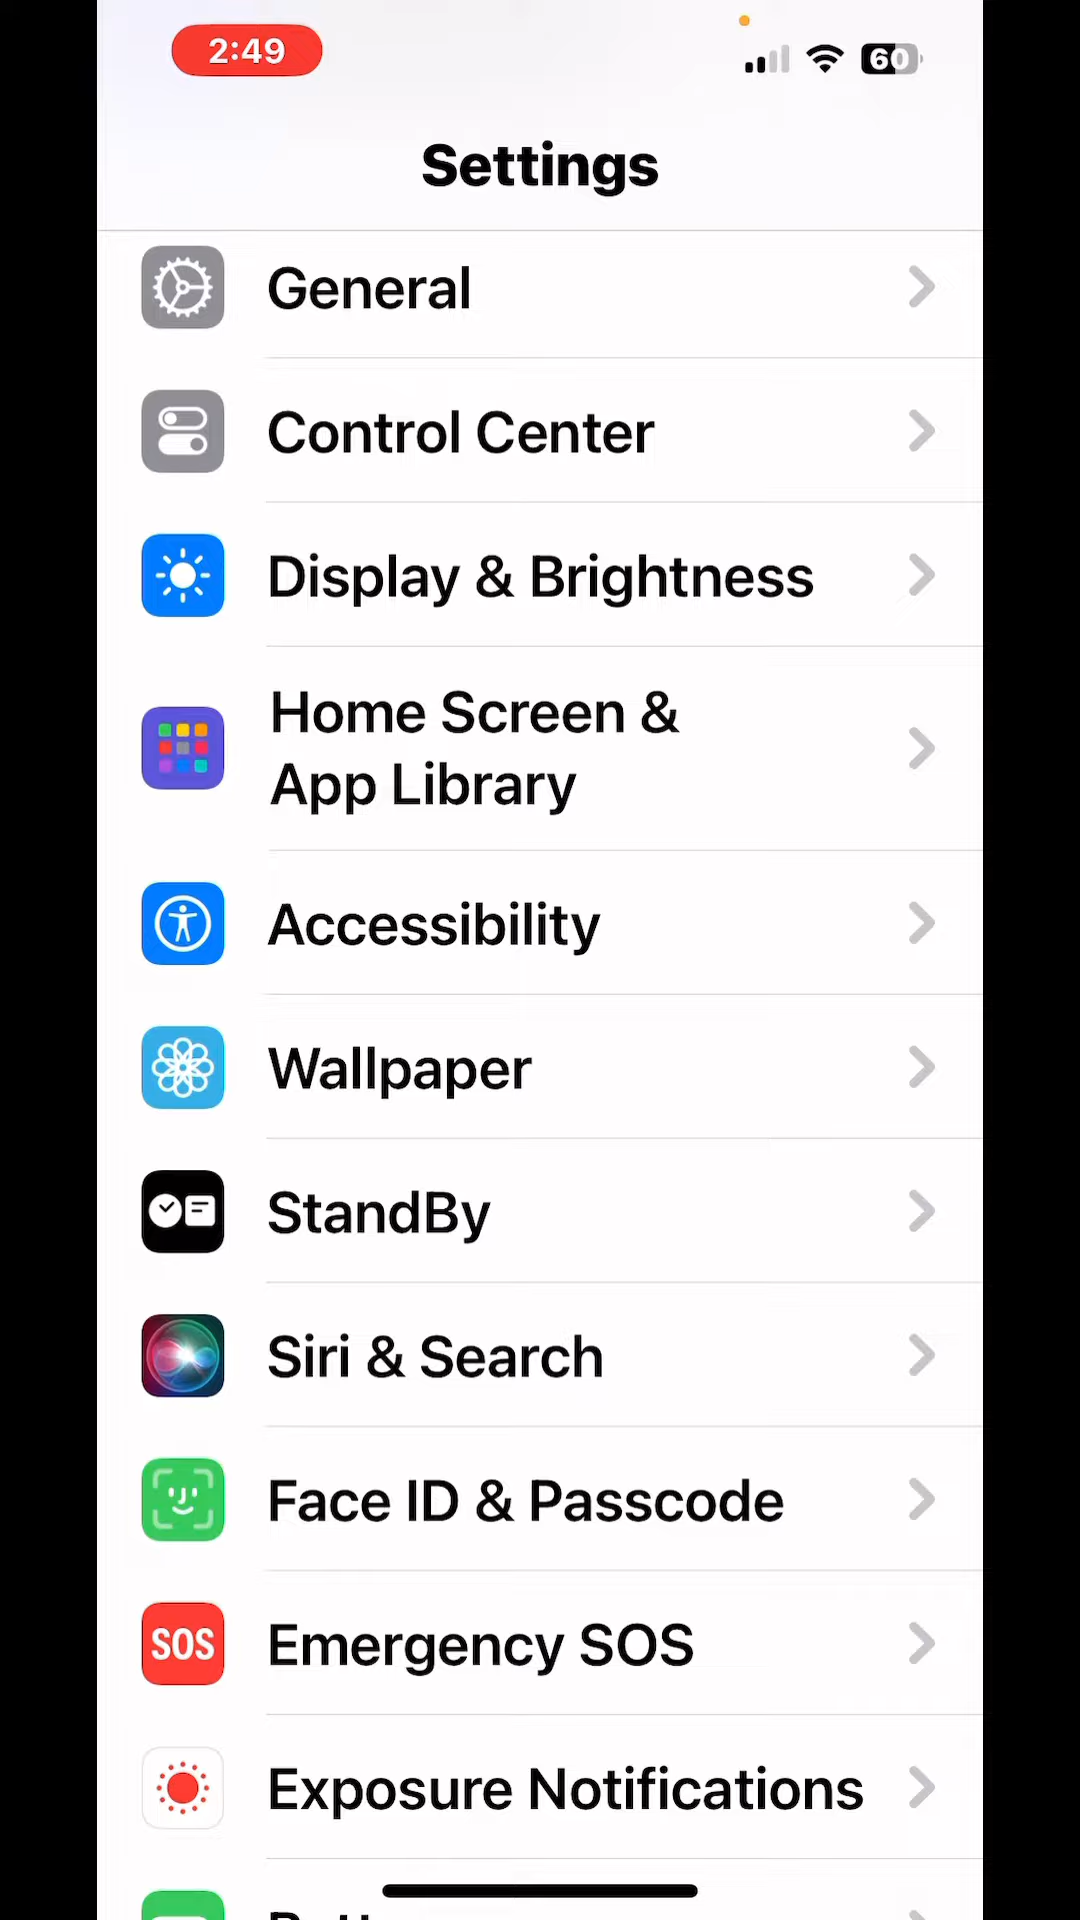 2:49
60
Settings
General
Control Center
Display & Brightness
Home Screen &
App Library
Accessibility
Wallpaper
StandBy
Siri & Search
Face ID & Passcode
SOS
Emergency SOS
Exposure Notifications